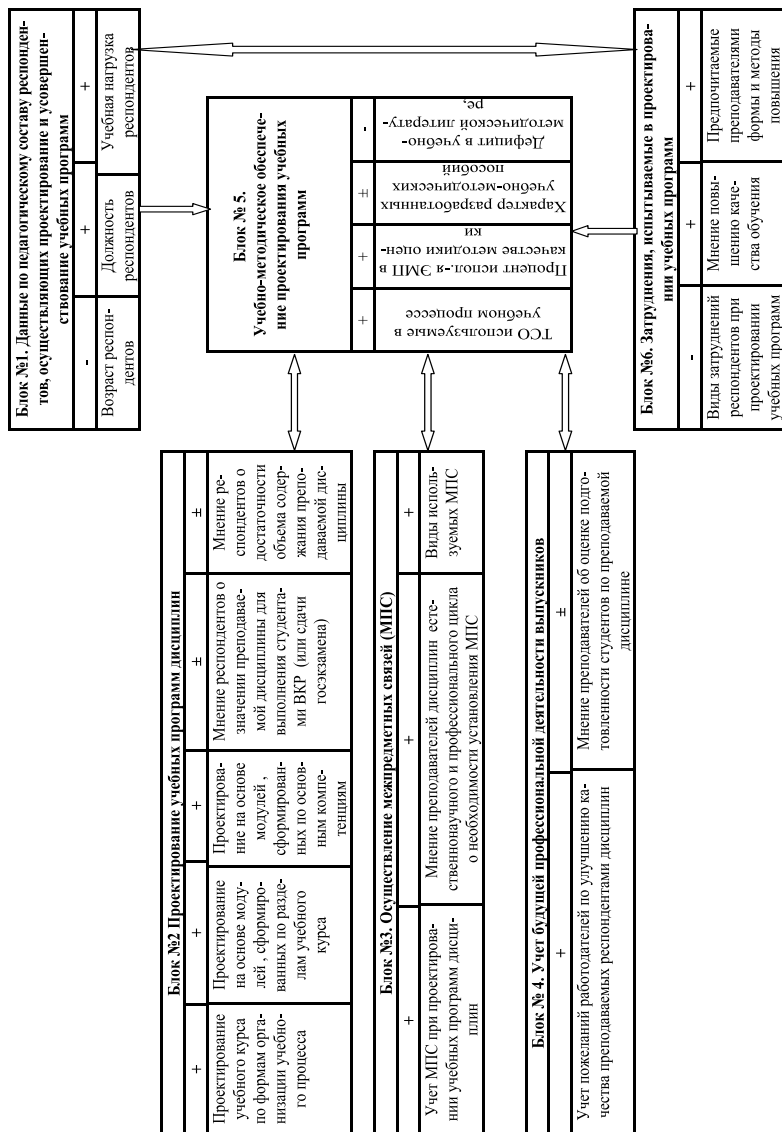 Блок №1. Данные по педагогическому составу респонден-
тов, осуществляющих проектирование и усовершен-
ствование учебных программ
-
+
+
Возраст респон-
дентов
Должность
респондентов
Учебная нагрузка
респондентов
Блок №2 Проектирование учебных программ дисциплин
+
+
+
±
±
Проектирование
учебного курса
по формам орга-
низации учебно-
го процесса
Проектирование
на основе моду-
лей , сформиро-
ванных по разде-
лам учебного
курса
Проектирова-
ние на основе
модулей ,
сформирован-
ных по основ-
ным компе-
тенциям
Мнение респондентов о
значении преподавае-
мой дисциплины для
выполнения студента-
ми ВКР (или сдачи
госэкзамена)
Мнение ре-
спондентов о
достаточности
объема содер-
жания препо-
даваемой дис-
циплины
Блок № 5.
Учебно-методическое обеспече-
ние проектирования учебных
программ
+
+
±
-
ТСО используемые в
учебном процессе
Процент испол.-я ЭМП в
качестве методики оцен-
ки
Характер разработанных
учебно-методических
пособий
Дефицит в учебно-
методической литерату-
ре,
Блок №3. Осуществление межпредметных связей (МПС)
+
+
+
Учет МПС при проектирова-
нии учебных программ дисци-
плин
Мнение преподавателей дисциплин есте-
ственнонаучного и профессионального цикла
о необходимости установления МПС
Виды исполь-
зуемых МПС
Блок № 4. Учет будущей профессиональной деятельности выпускников
+
±
Учет пожеланий работодателей по улучшению ка-
чества преподаваемых респондентами дисциплин
Мнение преподавателей об оценке подго-
товленности студентов по преподаваемой
дисциплине
Блок №6. Затруднения, испытываемые в проектирова-
нии учебных программ
-
+
+
Виды затруднений
респондентов при
проектировании
учебных программ
Мнение повы-
шению каче-
ства обучения
Предпочитаемые
преподавателями
формы и методы
повышения